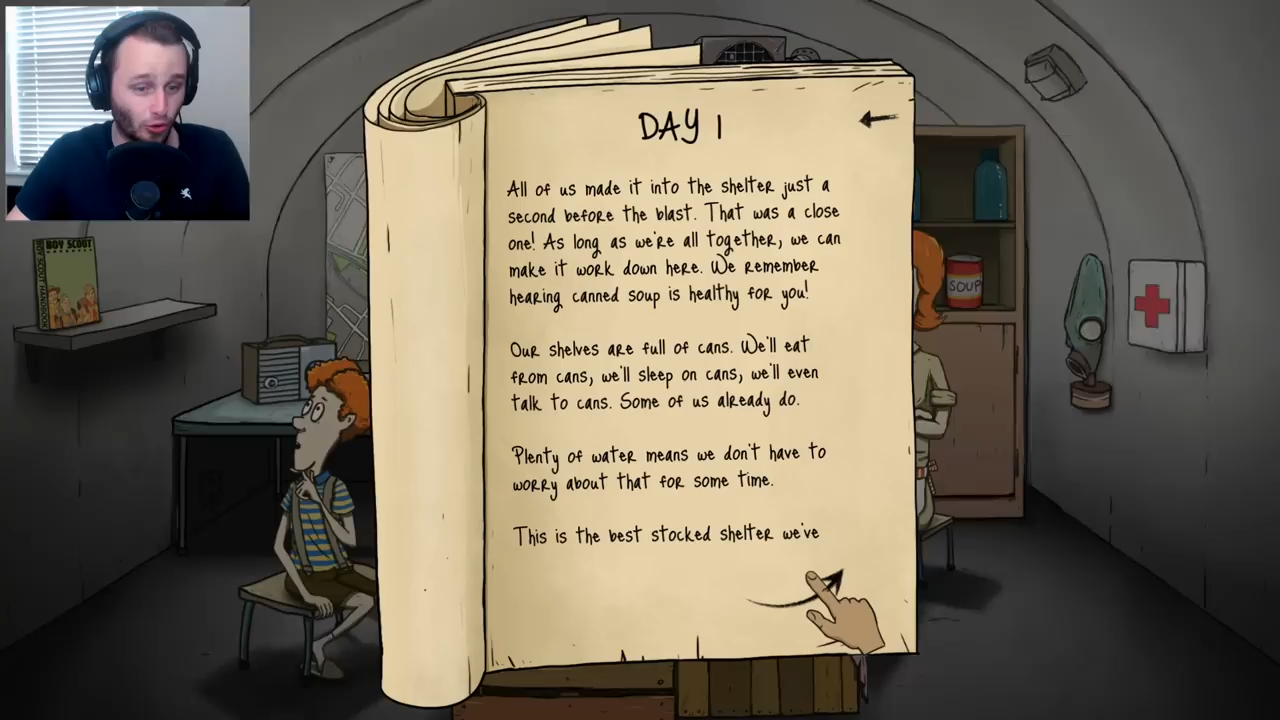 DAY 1
All of us made it into the shelter just a
second before the blast. That was a close
one! As long as we're all together, we can
make it work down here. We remember
hearing canned soup is healthy for you!
Our shelves are full of cans. We'll eat
from cans, we'll sleep on cans, we'll even
talk to cans. Some of us already do.
Plenty of water means we don't have to
worry about that for some time.
This is the best stocked shelter we've
BOY SCOUT
BOY SCOUT HANDBOOK
SOUP